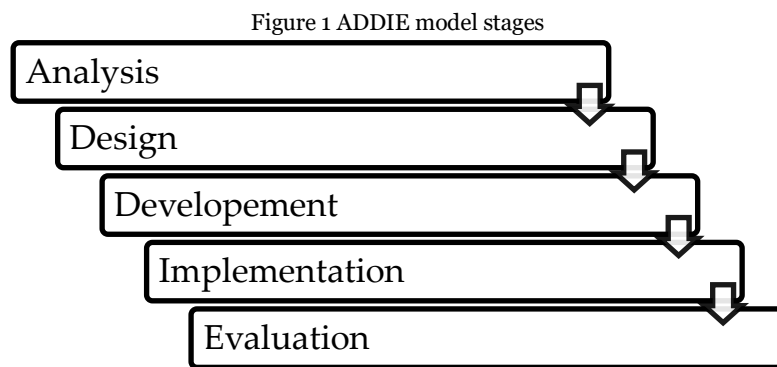 Figure 1 ADDIE model stages
Analysis
Design
Developement
Implementation
Evaluation